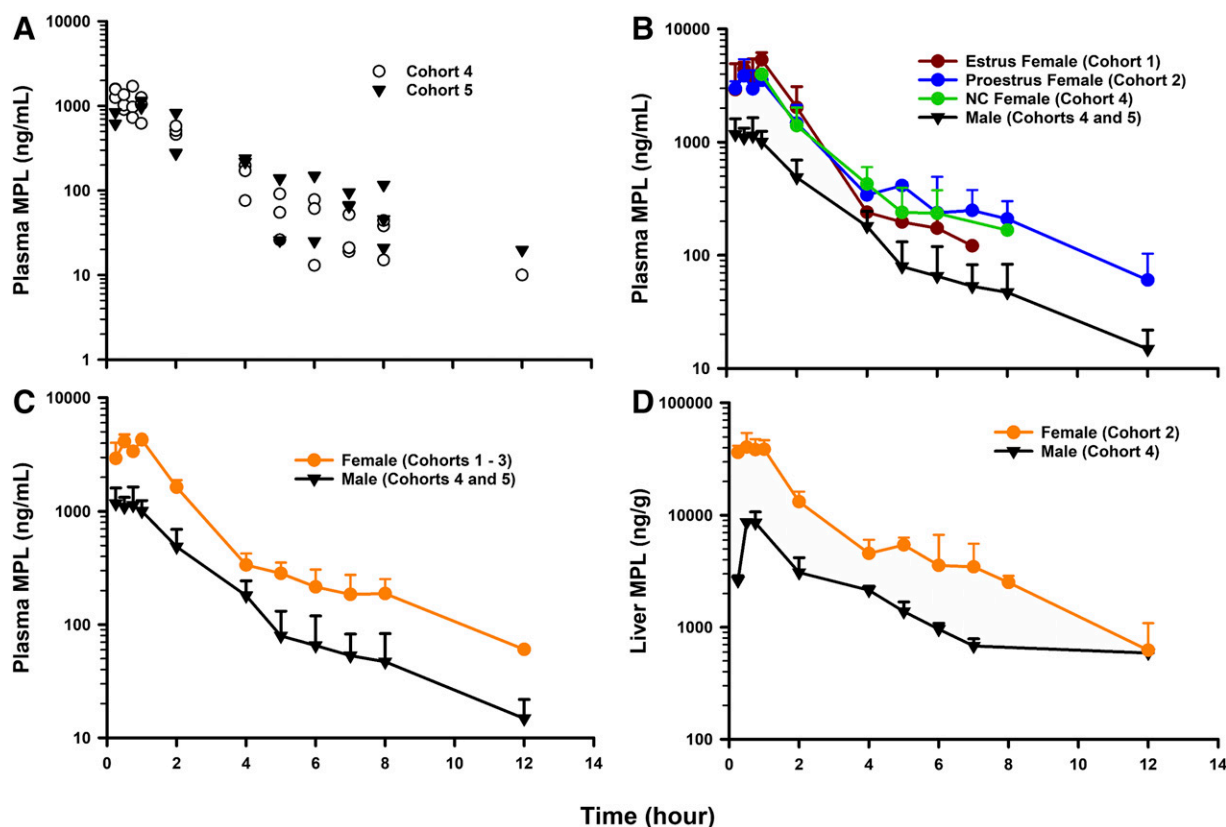 A
Plasma MPL (ng/mL)
10000
1000
100
10
1
Cohort 4
Cohort 5
B
Plasma MPL (ng/mL)
10000
1000
100
10
Estrus Female (Cohort 1)
Proestrus Female (Cohort 2)
NC Female (Cohort 4)
Male (Cohorts 4 and 5)
C
Plasma MPL (ng/mL)
10000
1000
100
10
Female (Cohorts 1 - 3)
Male (Cohorts 4 and 5)
0 2 4 6 8 10 12 14
D
Liver MPL (ng/g)
100000
10000
1000
100
Female (Cohort 2)
Male (Cohort 4)
0 2 4 6 8 10 12 14
Time (hour)